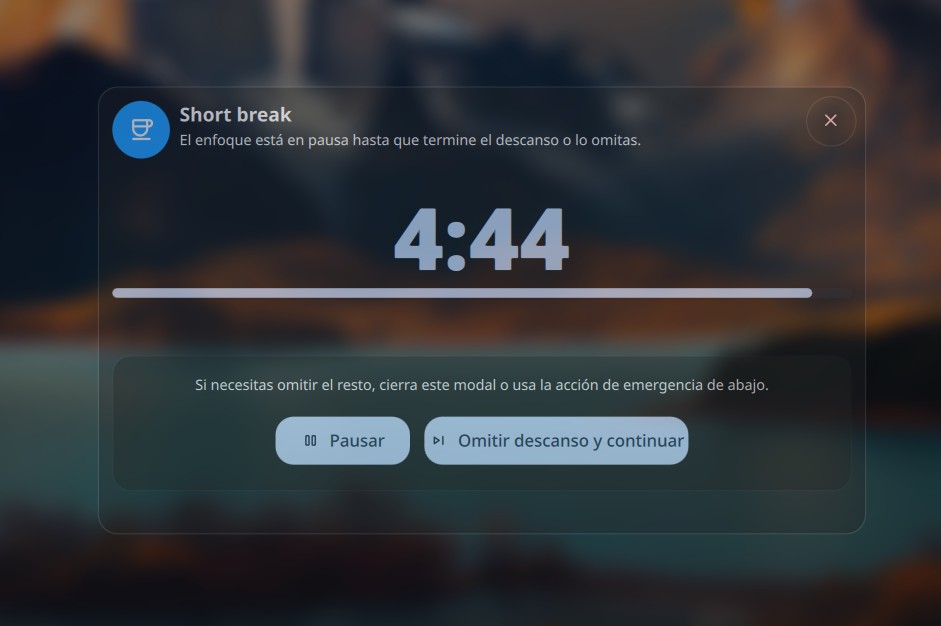 Short break
El enfoque está en pausa hasta que termine el descanso o lo omitas.
4:44
Si necesitas omitir el resto, cierra este modal o usa la acción de emergencia de abajo.
Pausar
Omitir descanso y continuar